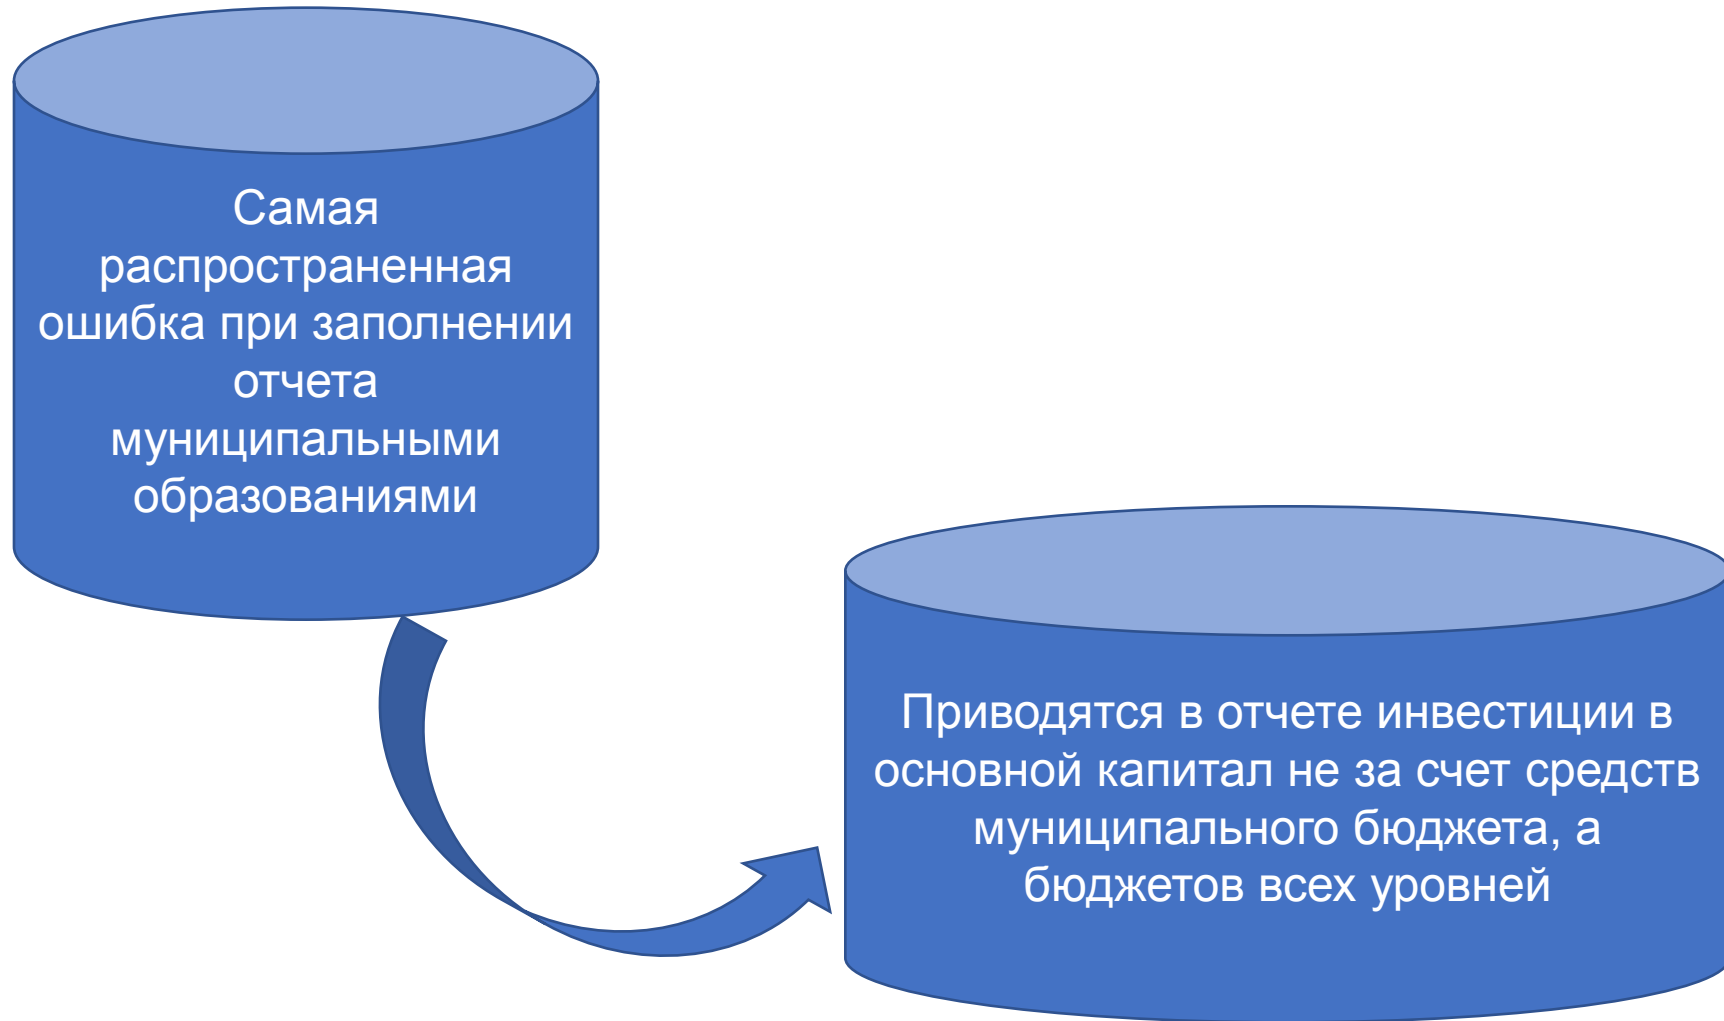 Самая
распространенная
ошибка при заполнении
отчета
муниципальными
образованиями
Приводятся в отчете инвестиции в
основной капитал не за счет средств
муниципального бюджета, а
бюджетов всех уровней